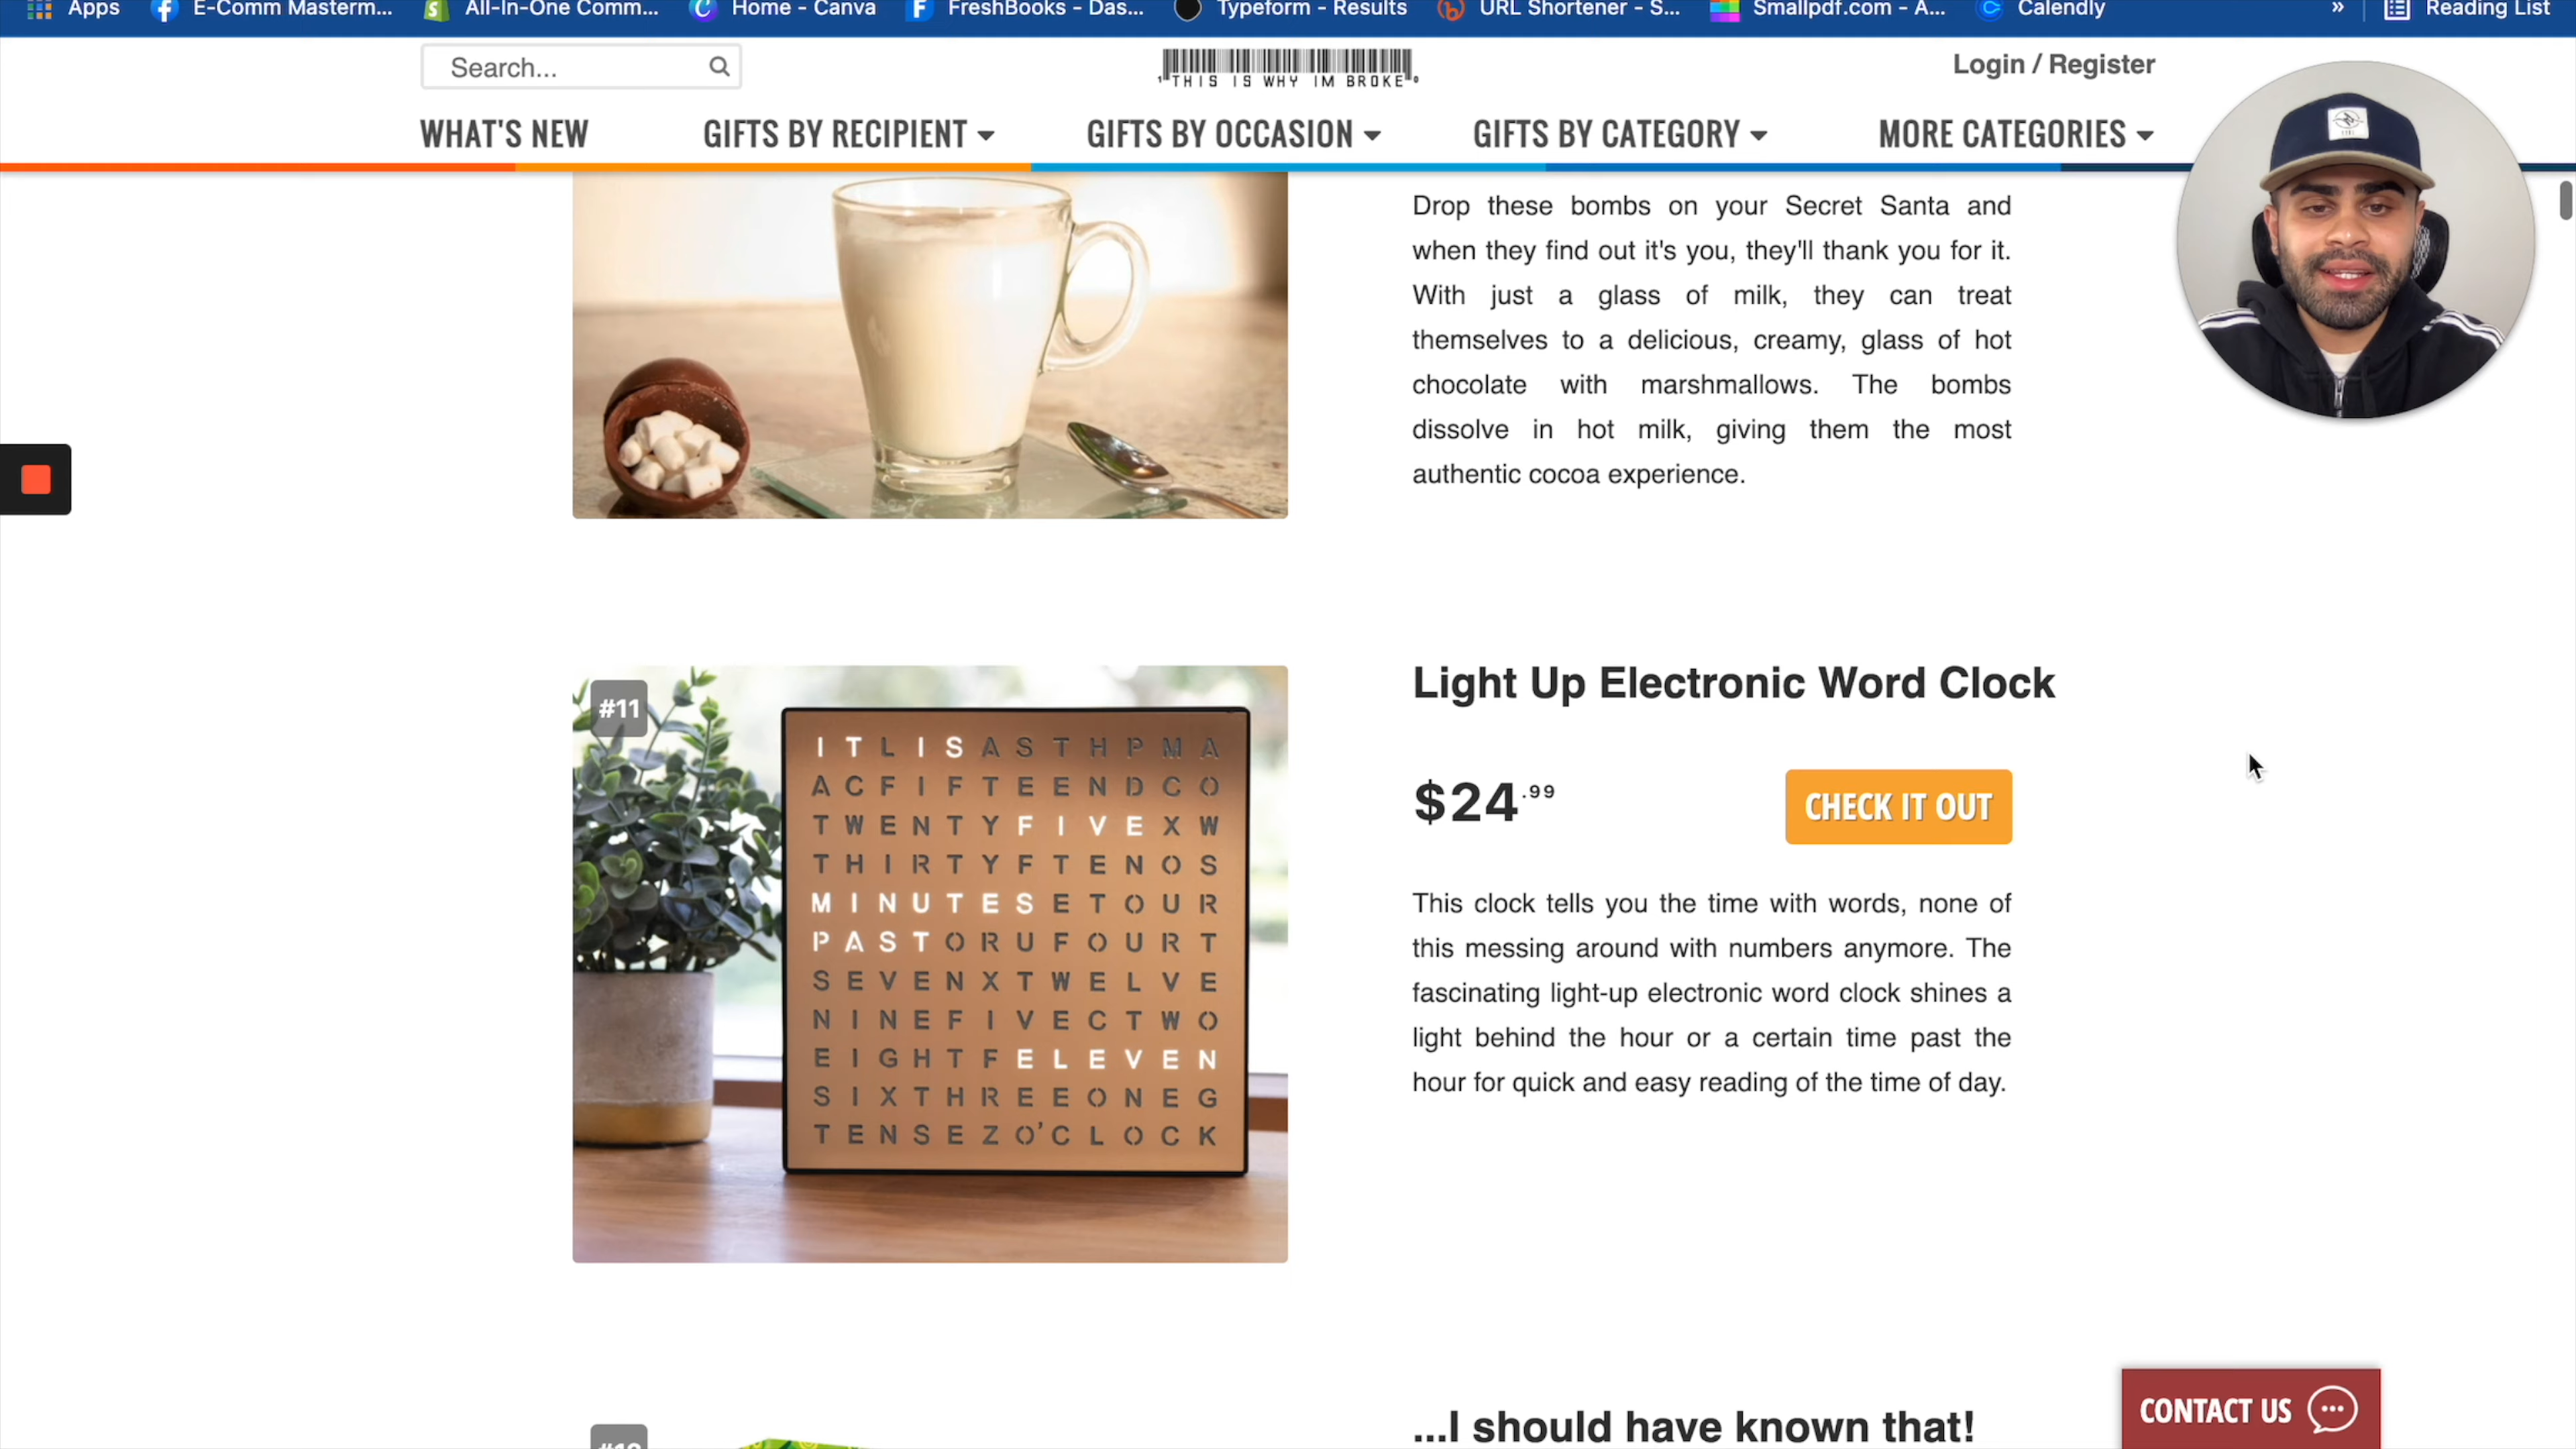 Apps
E-Comm Masterm...
All-In-One Comm...
Home - Canva
FreshBooks - Das...
Typeform - Results
URL Shortener - S...
Smallpdf.com - A...
Calendly
»
Reading List
Search...
THIS IS WHY IM BROKE
Login / Register
WHAT'S NEW
GIFTS BY RECIPIENT
GIFTS BY OCCASION
GIFTS BY CATEGORY
MORE CATEGORIES
Drop these bombs on your Secret Santa and
when they find out it's you, they'll thank you for it.
With just a glass of milk, they can treat
themselves to a delicious, creamy, glass of hot
chocolate with marshmallows. The bombs
dissolve in hot milk, giving them the most
authentic cocoa experience.
#11
ITLISASTHPMA
ACFIFTEENDCO
TWENTYFIVEXW
THIRTYFTENOS
MINUTESETOUR
PASTORUFOURT
SEVENXTWELVE
NINEFIVECTWO
EIGHTFELEVEN
SIXTHREEONEG
TENSEZO'CLOCK
Light Up Electronic Word Clock
$24.99
CHECK IT OUT
This clock tells you the time with words, none of
this messing around with numbers anymore. The
fascinating light-up electronic word clock shines a
light behind the hour or a certain time past the
hour for quick and easy reading of the time of day.
...I should have known that!
CONTACT US